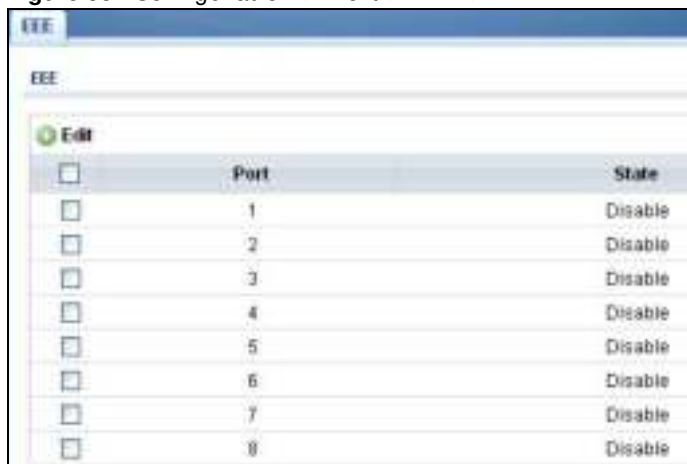 EEE
EEE
Edit
Port State
1 Disable
2 Disable
3 Disable
4 Disable
5 Disable
6 Disable
7 Disable
8 Disable